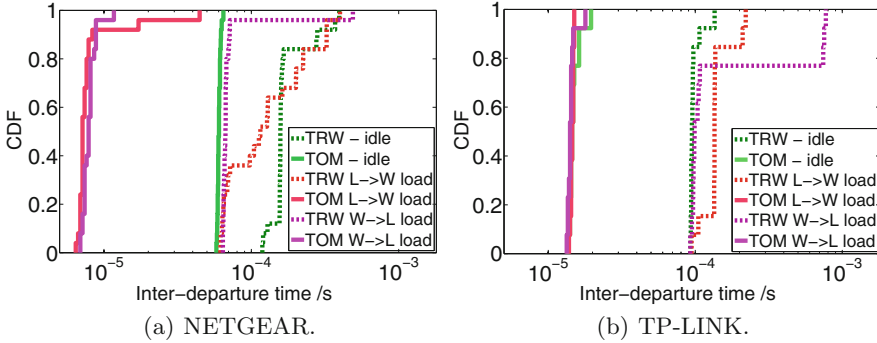 1
0.8
0.6
0.4
0.2
0
CDF
TRW – idle
TOM – idle
TRW L->W load
TOM L->W load
TRW W->L load
TOM W->L load
10^-5
10^-4
10^-3
Inter-departure time /s
(a) NETGEAR.
1
0.8
0.6
0.4
0.2
0
CDF
TRW – idle
TOM – idle
TRW L->W load
TOM L->W load.
TRW W->L load
TOM W->L load
10^-5
10^-4
10^-3
Inter-departure time /s
(b) TP-LINK.